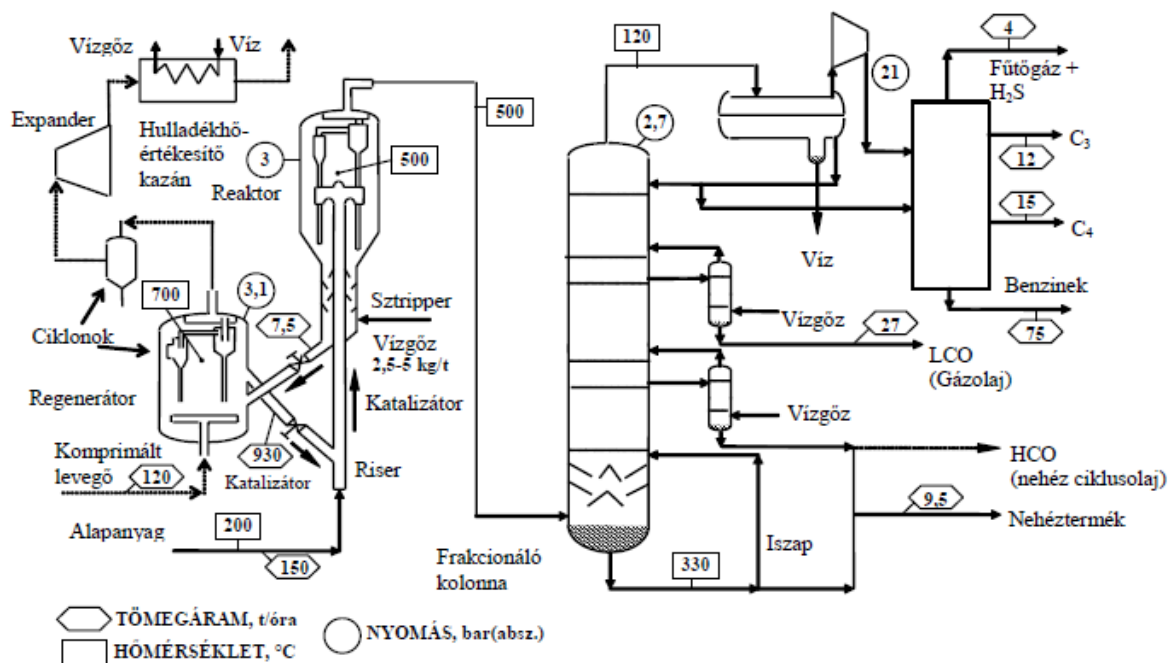 Vízgőz
Víz
Expander
Hulladékhő-
értékesítő
kazán
3
500
Reaktor
700
3,1
Ciklonok
7,5
Sztripper
Vízgőz
2,5-5 kg/t
Regenerátor
Katalizátor
Komprimált
levegő
120
930
Katalizátor
Riser
Alapanyag
200
150
500
120
21
2,7
4
Fűtőgáz +
H₂S
C₃
12
15
C₄
Víz
Benzinek
75
Vízgőz
27
LCO
(Gázolaj)
Vízgőz
HCO
(nehéz ciklusolaj)
9,5
Nehéztermék
Iszap
Frakcionáló
kolonna
330
TÖMEGÁRAM, t/óra
NYOMÁS, bar(absz.)
HŐMÉRSÉKLET, °C